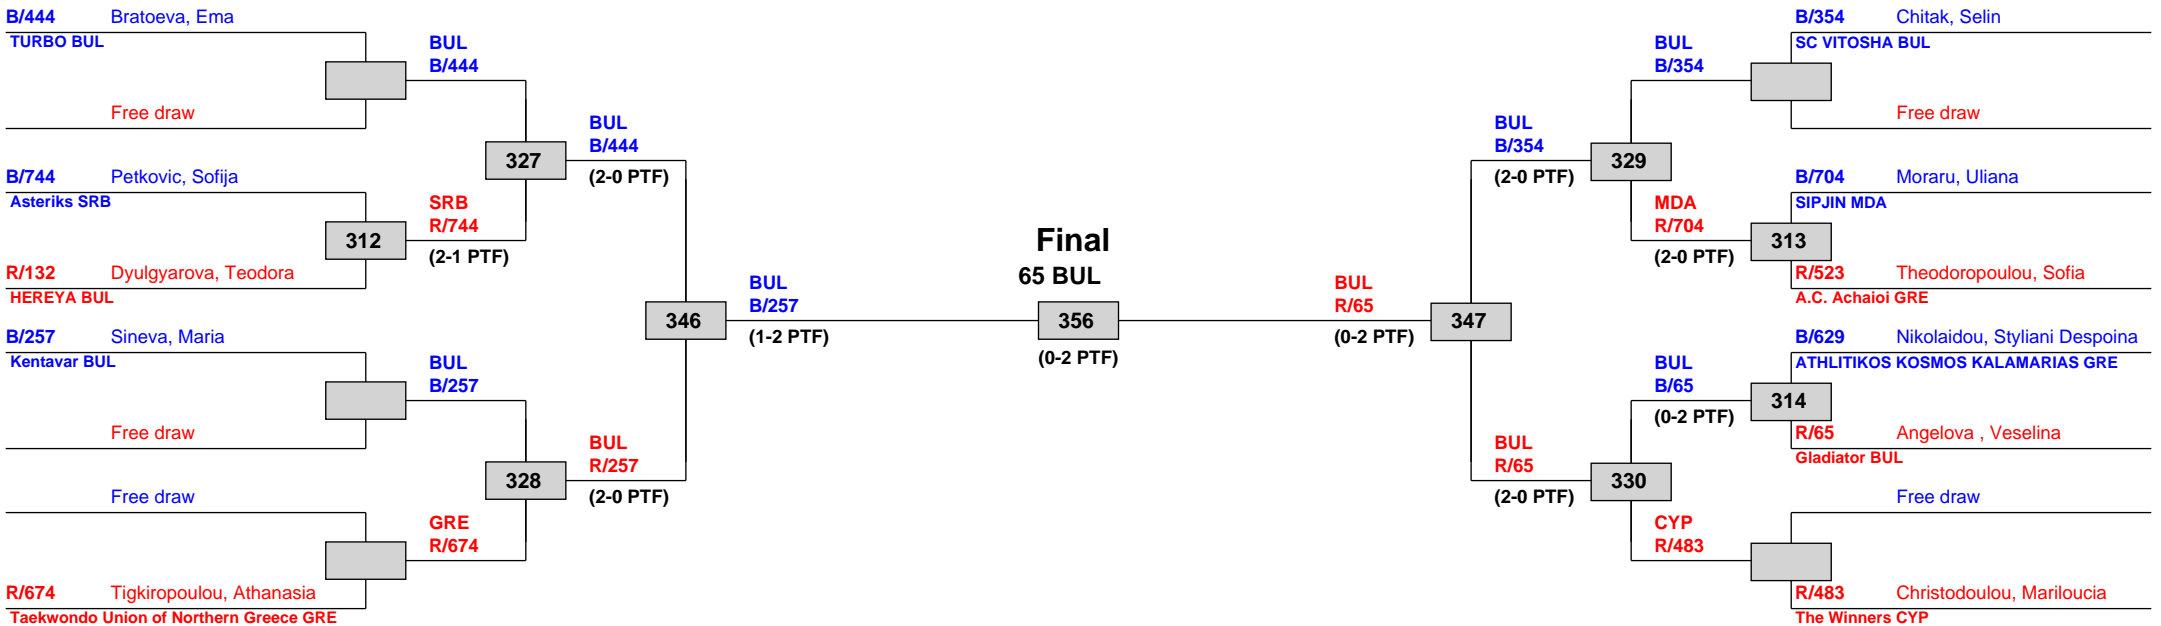 B/444 Bratoeva, Ema
TURBO BUL
Free draw
B/744 Petkovic, Sofija
Asteriks SRB
R/132 Dyulgyarova, Teodora
HEREYA BUL
B/257 Sineva, Maria
Kentavar BUL
Free draw
Free draw
R/674 Tigkiropoulou, Athanasia
Taekwondo Union of Northern Greece GRE
BUL
B/444
312
SRB
R/744
(2-1 PTF)
BUL
B/257
GRE
R/674
327
BUL
B/444
(2-0 PTF)
328
BUL
R/257
(2-0 PTF)
346
BUL
B/257
(1-2 PTF)
Final
65 BUL
356
(0-2 PTF)
BUL
R/65
(0-2 PTF)
347
BUL
B/354
(2-0 PTF)
329
BUL
R/65
(2-0 PTF)
330
BUL
B/354
MDA
R/704
(2-0 PTF)
313
BUL
B/65
(0-2 PTF)
314
CYP
R/483
B/354 Chitak, Selin
SC VITOSHA BUL
Free draw
B/704 Moraru, Uliana
SIPJIN MDA
R/523 Theodoropoulou, Sofia
A.C. Achaioi GRE
B/629 Nikolaidou, Styliani Despoina
ATHLITIKOS KOSMOS KALAMARIAS GRE
R/65 Angelova , Veselina
Gladiator BUL
Free draw
R/483 Christodoulou, Mariloucia
The Winners CYP